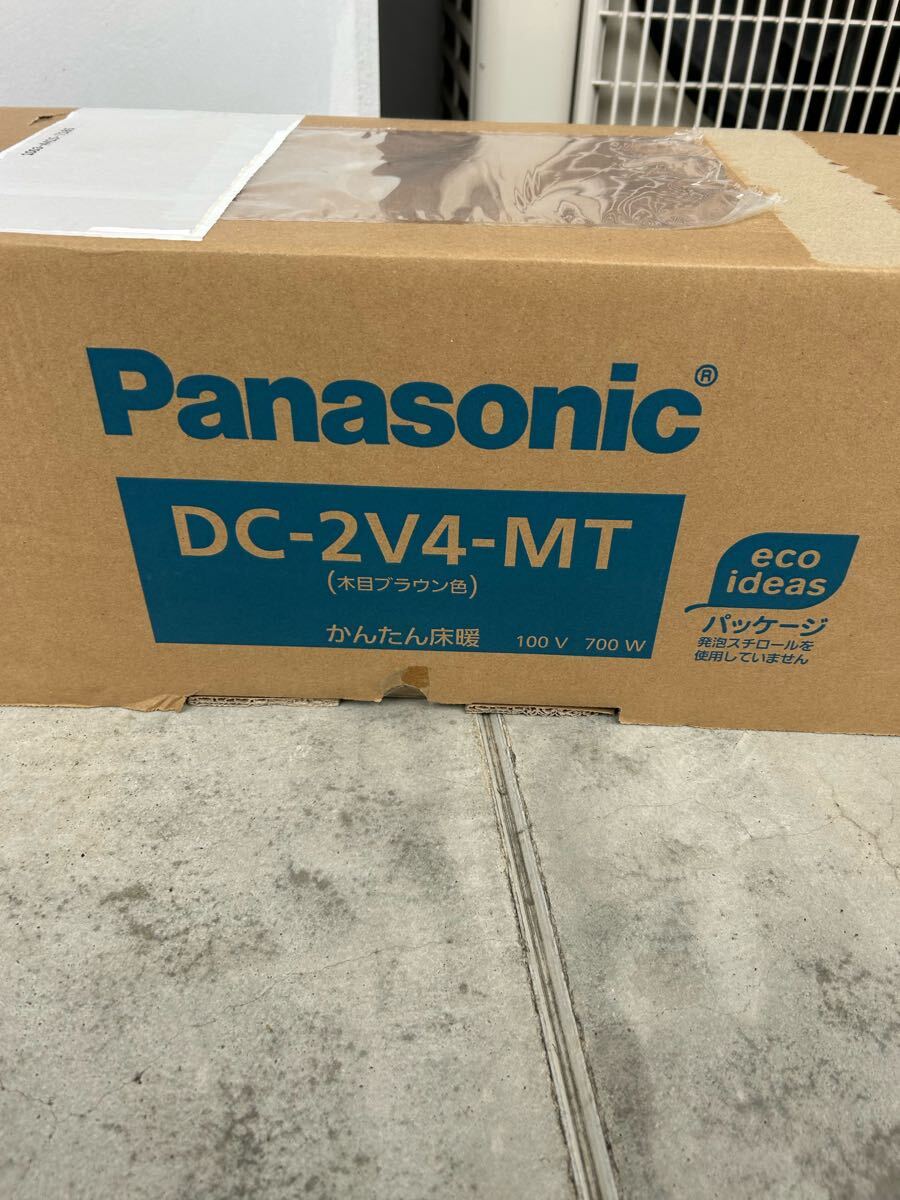 Panasonic®
DC-2V4-MT
(木目ブラウン色)
かんたん床暖 100V 700W
eco
ideas
パッケージ
発泡スチロールを
使用していません